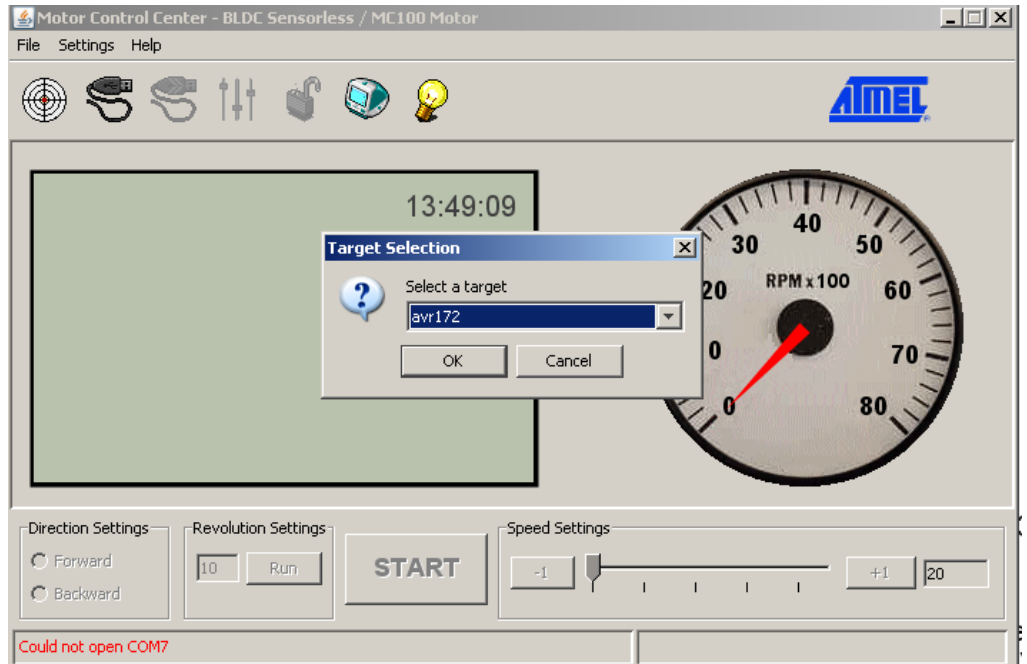 Motor Control Center - BLDC Sensorless / MC100 Motor
File Settings Help
ATMEL
13:49:09
Target Selection
Select a target
avr172
OK Cancel
40
30 50
RPM x 100
20 60
0 70
0 80
Direction Settings
Forward
Backward
Revolution Settings
10 Run
START
Speed Settings
-1 +1 20
Could not open COM7